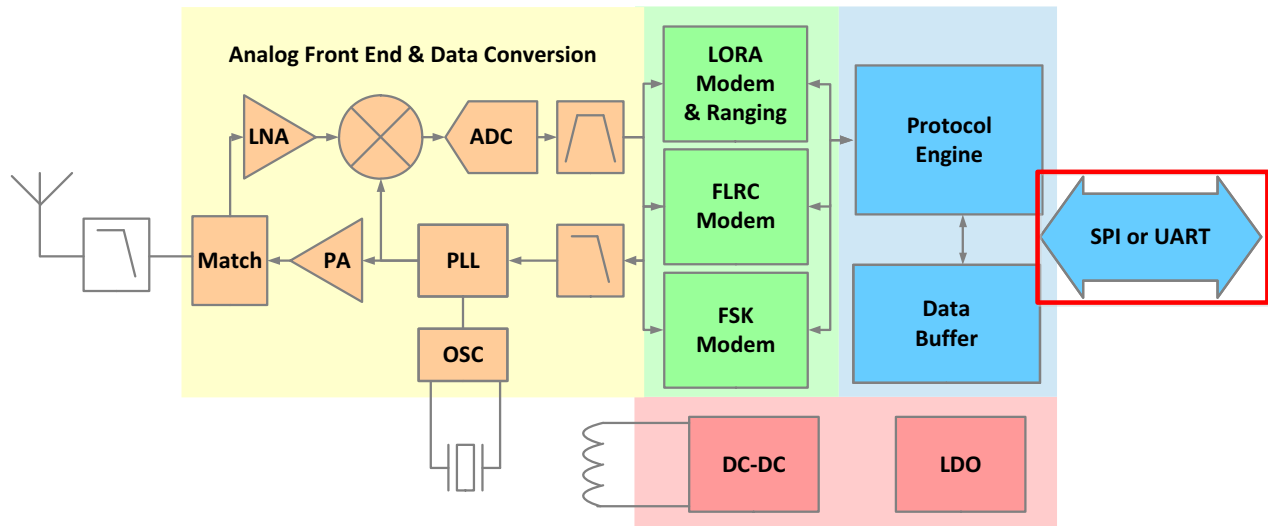 Analog Front End & Data Conversion
LORA
Modem
& Ranging
LNA
ADC
Protocol
Engine
FLRC
Modem
SPI or UART
Match
PA
PLL
FSK
Modem
Data
Buffer
OSC
DC-DC
LDO